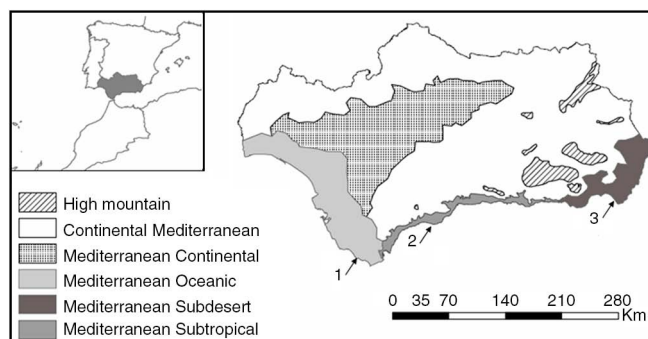 High mountain
Continental Mediterranean
Mediterranean Continental
Mediterranean Oceanic
Mediterranean Subdesert
Mediterranean Subtropical
1
2
3
0 35 70 140 210 280
Km